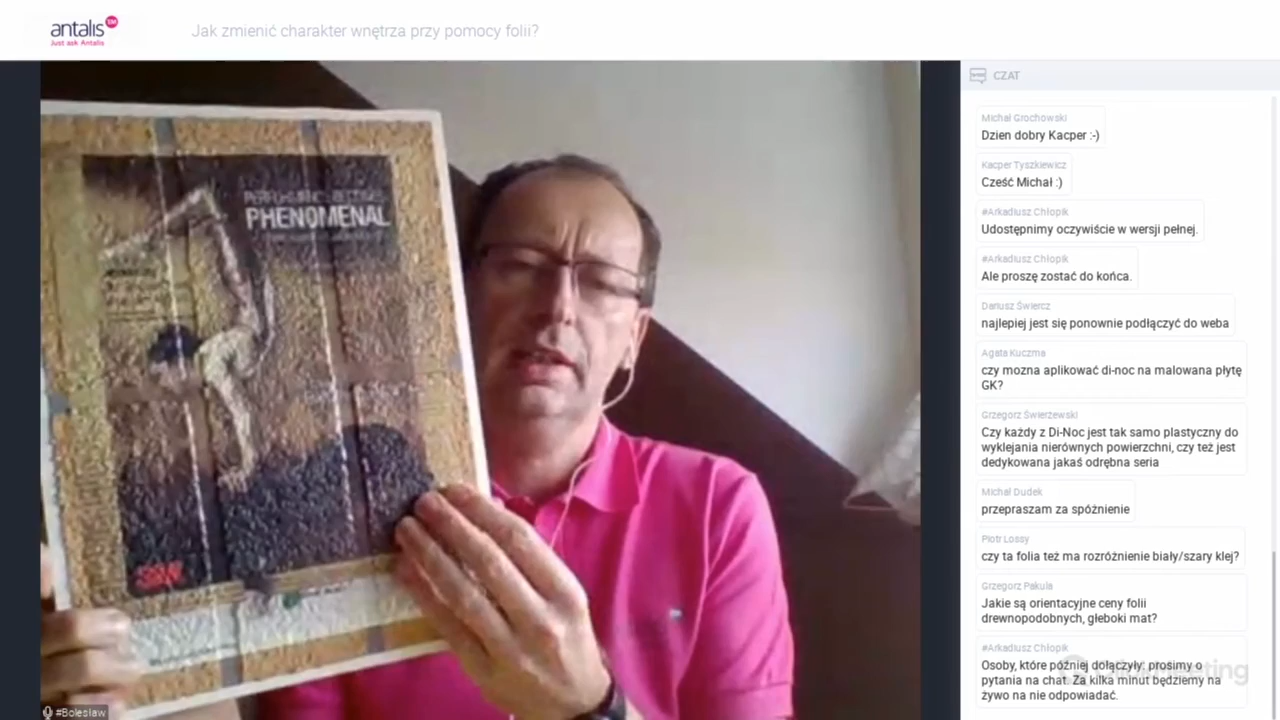 antalis TM
Just ask Antalis
Jak zmienić charakter wnętrza przy pomocy folii?
CZAT
Michał Grochowski
Dzien dobry Kacper :-)
Kacper Tyszkiewicz
Cześć Michał :)
#Arkadiusz Chłopik
Udostępnimy oczywiście w wersji pełnej.
#Arkadiusz Chłopik
Ale proszę zostać do końca.
Dariusz Świercz
najlepiej jest się ponownie podłączyć do weba
Agata Kuczma
czy mozna aplikować di-noc na malowana płytę
GK?
Grzegorz Świerżewski
Czy każdy z Di-Noc jest tak samo plastyczny do
wyklejania nierównych powierzchni, czy też jest
dedykowana jakaś odrębna seria
Michał Dudek
przepraszam za spóżnienie
Piotr Lossy
czy ta folia też ma rozróżnienie biały/szary klej?
Grzegorz Pakuła
Jakie są orientacyjne ceny folii
drewnopodobnych, głeboki mat?
#Arkadiusz Chłopik
Osoby, które później dołączyły: prosimy o
pytania na chat. Za kilka minut będziemy na
żywo na nie odpowiadać.
PHENOMENAL
#Bolesław